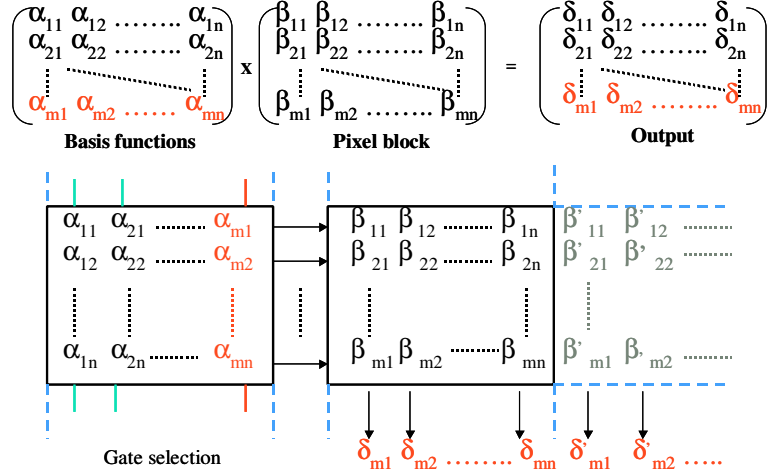 α11 α12 ........ α1n β11 β12 ........ β1n δ11 δ12 ........ δ1n
α21 α22 ........ α2n x β21 β22 ........ β2n = δ21 δ22 ........ δ2n
αm1 αm2 ...... αmn βm1 βm2 ........ βmn δm1 δm2 ........ δmn
Basis functions Pixel block Output
α11 α21 ........ αm1 β11 β12 ........ β1n β'11 β'12 ........
α12 α22 ........ αm2 β21 β22 ........ β2n β'21 β'22 ........
α1n α2n ........ αmn βm1 βm2 ........ βmn β'm1 β'm2 ........
Gate selection
δm1 δm2 ........ δmn δ'm1 δ'm2 .....